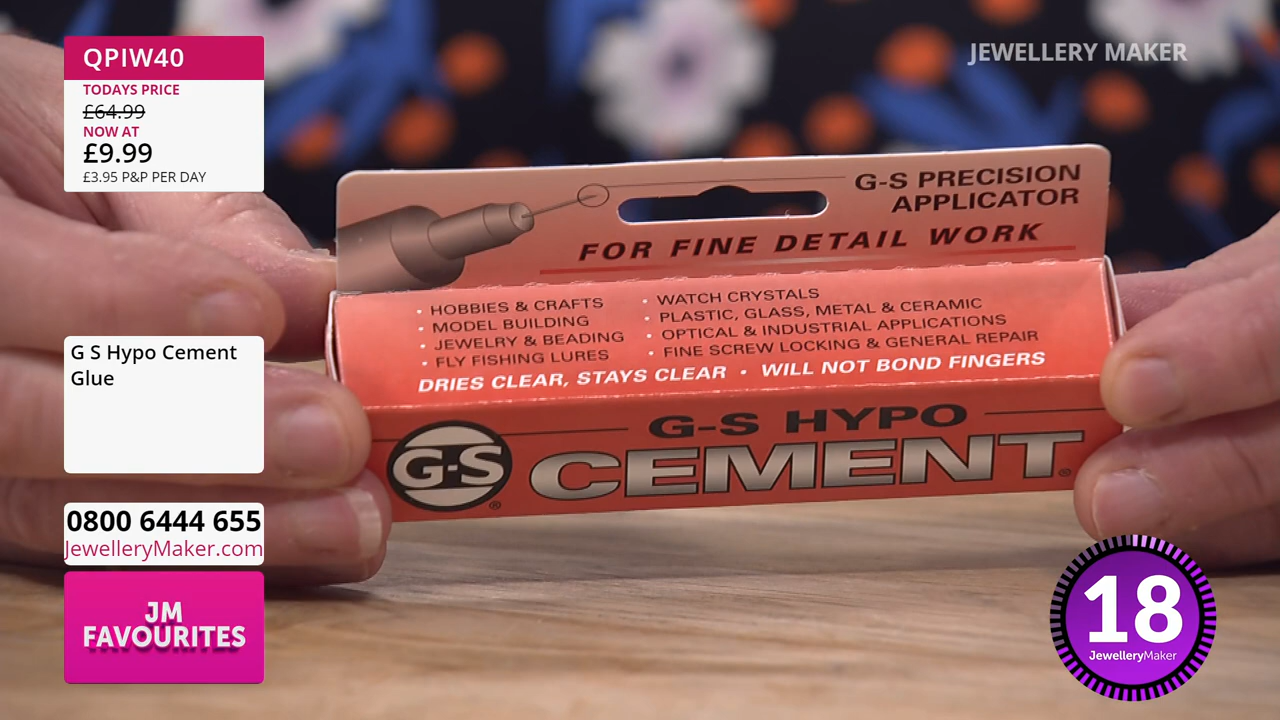 QPIW40
TODAYS PRICE
£64.99
NOW AT
£9.99
£3.95 P&P PER DAY
JEWELLERY MAKER
G-S PRECISION
APPLICATOR
FOR FINE DETAIL WORK
• HOBBIES & CRAFTS
• MODEL BUILDING
• JEWELRY & BEADING
• FLY FISHING LURES
• WATCH CRYSTALS
• PLASTIC, GLASS, METAL & CERAMIC
• OPTICAL & INDUSTRIAL APPLICATIONS
• FINE SCREW LOCKING & GENERAL REPAIR
DRIES CLEAR, STAYS CLEAR • WILL NOT BOND FINGERS
G-S HYPO
G-S® CEMENT®
G S Hypo Cement
Glue
0800 6444 655
JewelleryMaker.com
JM
FAVOURITES
18
JewelleryMaker